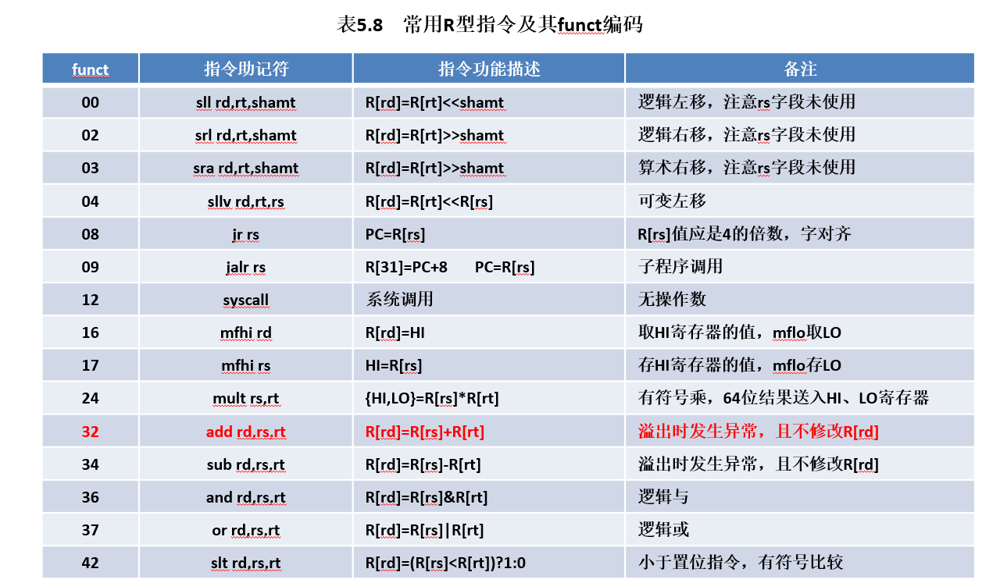 表5.8 常用R型指令及其funct编码
funct 指令助记符 指令功能描述 备注
00 sll rd,rt,shamt R[rd]=R[rt]<<shamt 逻辑左移，注意rs字段未使用
02 srl rd,rt,shamt R[rd]=R[rt]>>shamt 逻辑右移，注意rs字段未使用
03 sra rd,rt,shamt R[rd]=R[rt]>>shamt 算术右移，注意rs字段未使用
04 sllv rd,rt,rs R[rd]=R[rt]<<R[rs] 可变左移
08 jr rs PC=R[rs] R[rs]值应是4的倍数，字对齐
09 jalr rs R[31]=PC+8 PC=R[rs] 子程序调用
12 syscall 系统调用 无操作数
16 mfhi rd R[rd]=HI 取HI寄存器的值，mflo取LO
17 mfhi rs HI=R[rs] 存HI寄存器的值，mflo存LO
24 mult rs,rt {HI,LO}=R[rs]*R[rt] 有符号乘，64位结果送入HI、LO寄存器
32 add rd,rs,rt R[rd]=R[rs]+R[rt] 溢出时发生异常，且不修改R[rd]
34 sub rd,rs,rt R[rd]=R[rs]-R[rt] 溢出时发生异常，且不修改R[rd]
36 and rd,rs,rt R[rd]=R[rs]&R[rt] 逻辑与
37 or rd,rs,rt R[rd]=R[rs]|R[rt] 逻辑或
42 slt rd,rs,rt R[rd]=(R[rs]<R[rt])?1:0 小于置位指令，有符号比较